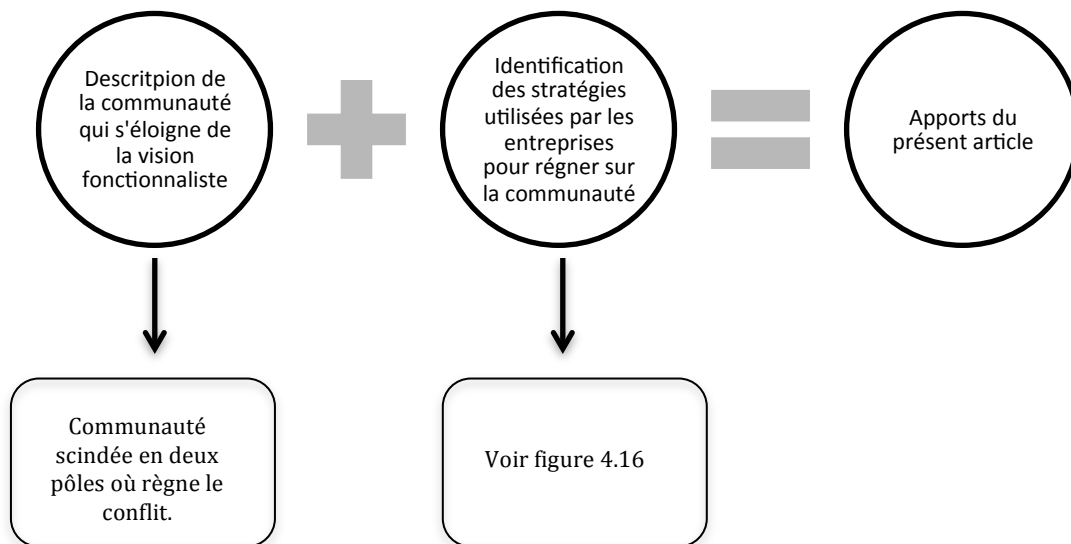 Descritpion de
la communauté
qui s'éloigne de
la vision
fonctionnaliste
Identification
des stratégies
utilisées par les
entreprises
pour régner sur
la communauté
Apports du
présent article
Communauté
scindée en deux
pôles où règne le
conflit.
Voir figure 4.16